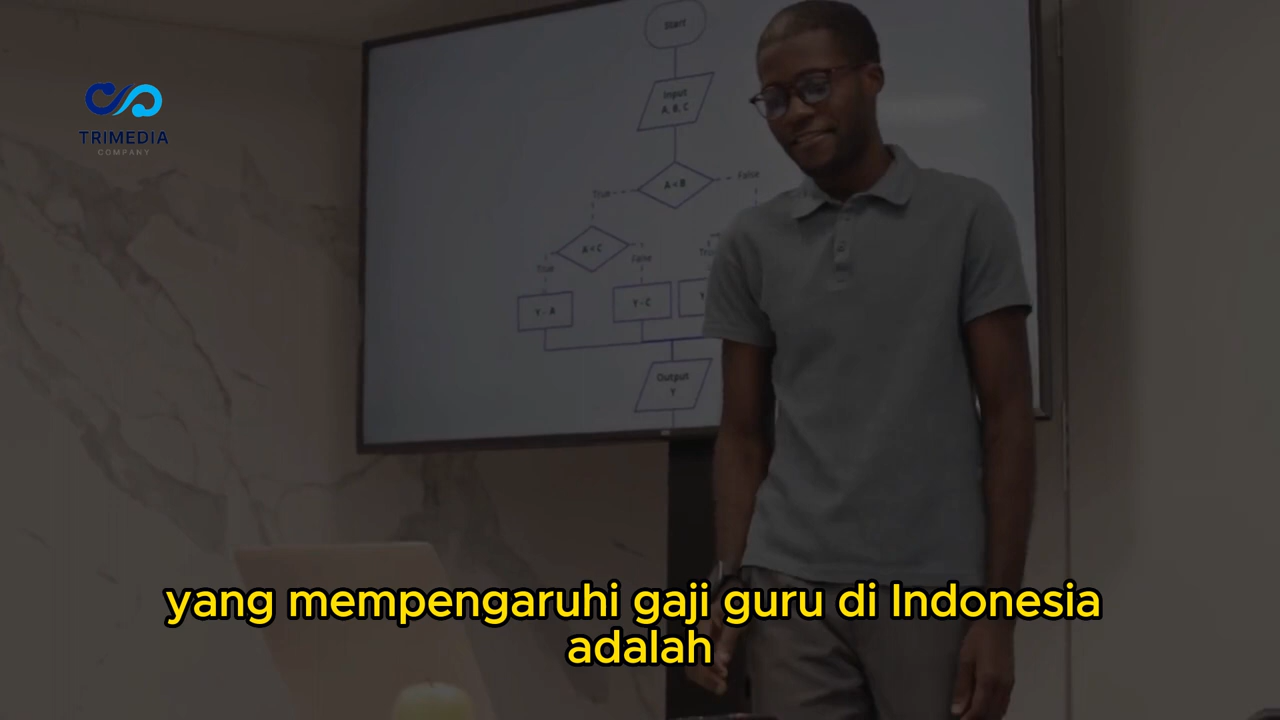 Start
Input
A, B, C
A < B
True
False
A < C
True
False
Y - A
Y - C
Output
Y
TRIMEDIA
COMPANY
yang mempengaruhi gaji guru di Indonesia
adalah